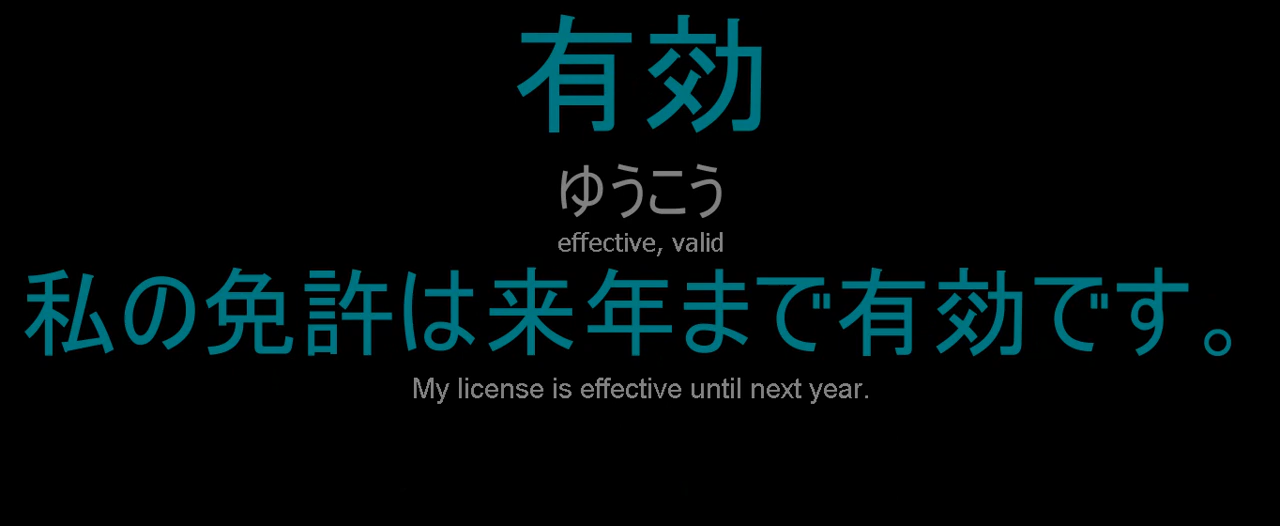 有効
ゆうこう
effective, valid
私の免許は来年まで有効です。
My license is effective until next year.